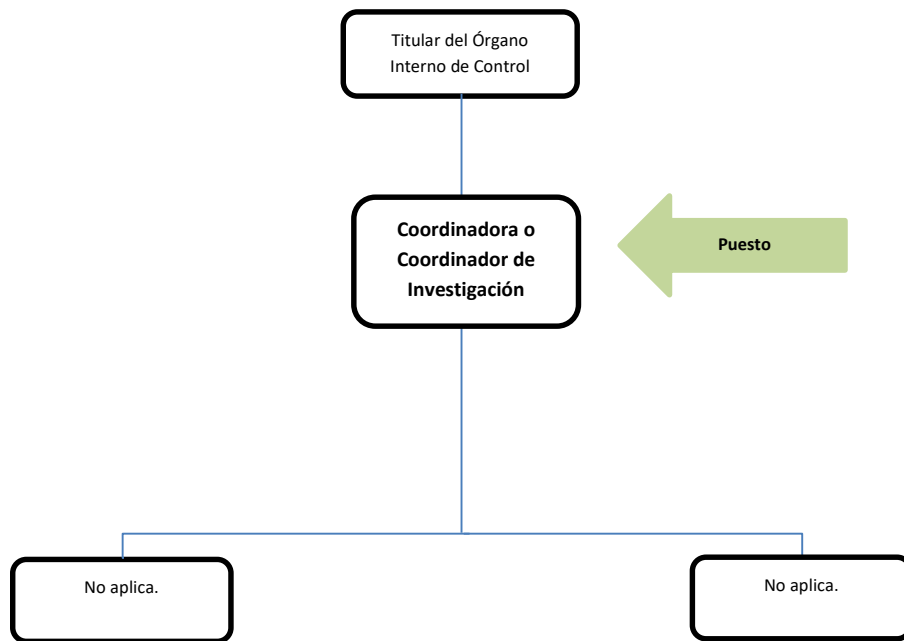 Titular del Órgano
Interno de Control
Coordinadora o
Coordinador de
Investigación
Puesto
No aplica.
No aplica.